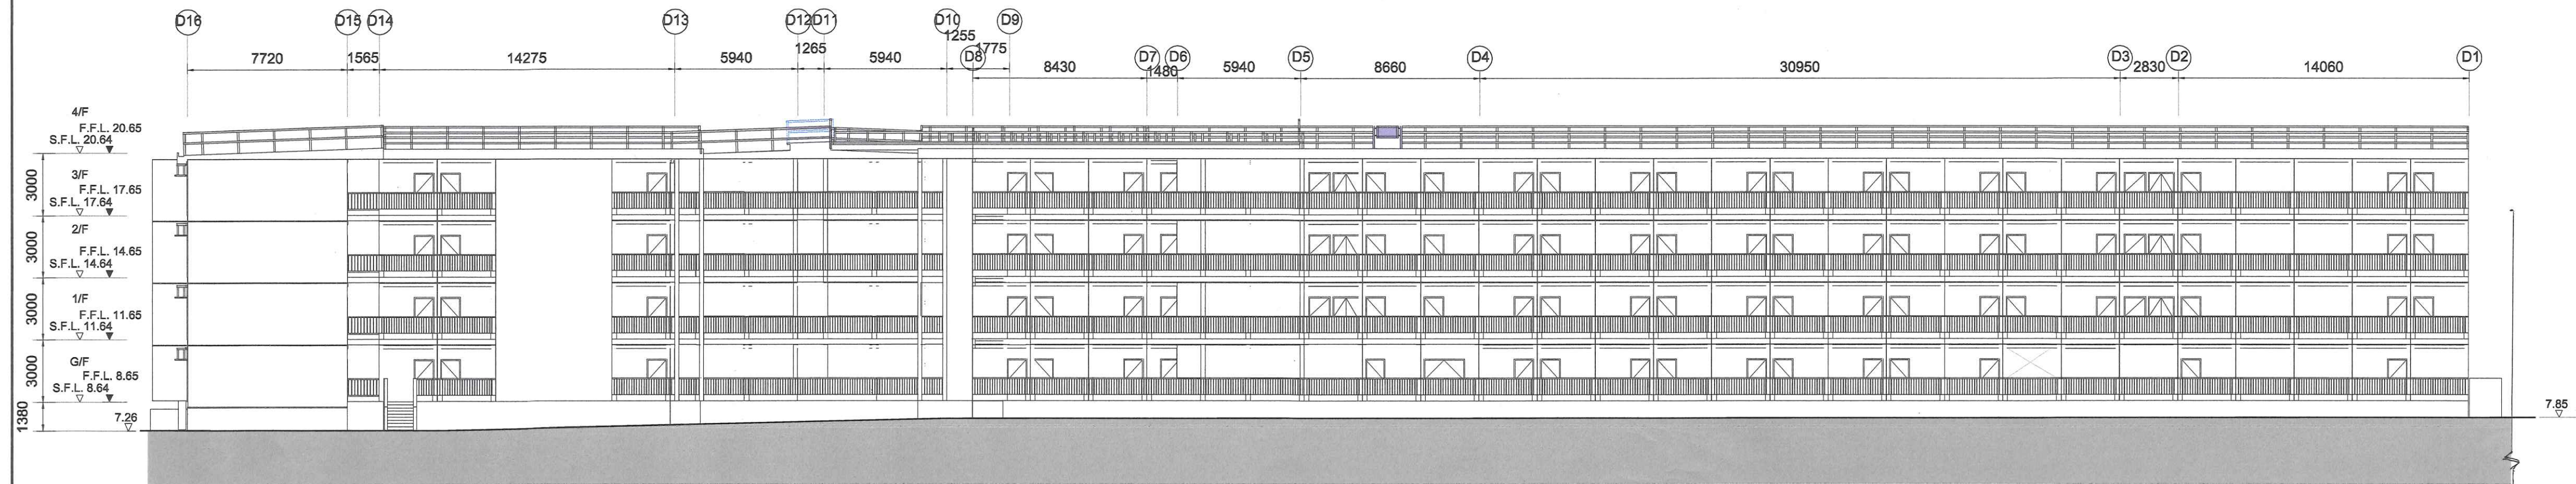 D16 D15 D14 D13 D12 D11 D10 D9
1255
1265 1775
D8 D7 D6 D5 D4 D3 D2 D1
7720 1565 14275 5940 5940 8430 1480 5940 8660 30950 2830 14060
4/F
F.F.L. 20.65
S.F.L. 20.64
3000
3/F
F.F.L. 17.65
S.F.L. 17.64
3000
2/F
F.F.L. 14.65
S.F.L. 14.64
3000
1/F
F.F.L. 11.65
S.F.L. 11.64
3000
G/F
F.F.L. 8.65
S.F.L. 8.64
1380
7.26
7.85